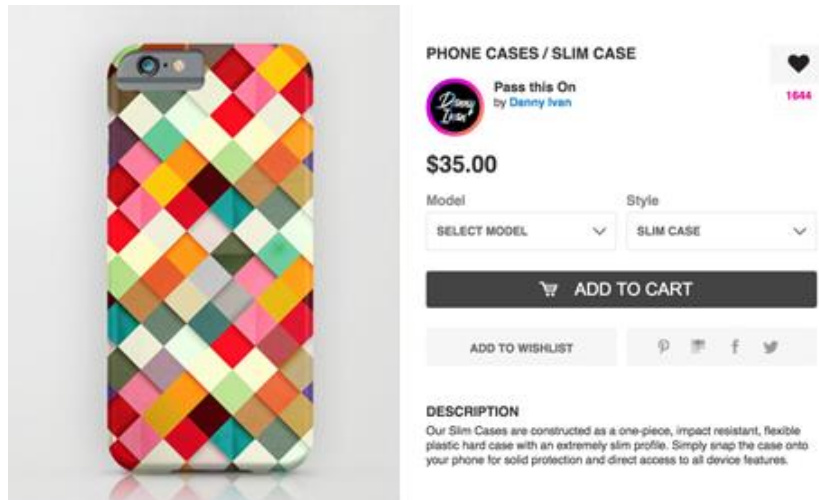 PHONE CASES / SLIM CASE
1644
Danny
Ivan
Pass this On
by Danny Ivan
$35.00
Model
Style
SELECT MODEL
SLIM CASE
ADD TO CART
ADD TO WISHLIST
DESCRIPTION
Our Slim Cases are constructed as a one-piece, impact resistant, flexible
plastic hard case with an extremely slim profile. Simply snap the case onto
your phone for solid protection and direct access to all device features.